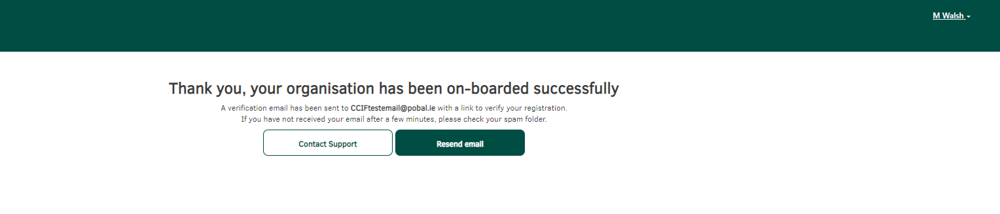 M Walsh
Thank you, your organisation has been on-boarded successfully
A verification email has been sent to CCIFtestemail@pobal.ie with a link to verify your registration.
If you have not received your email after a few minutes, please check your spam folder.
Contact Support
Resend email